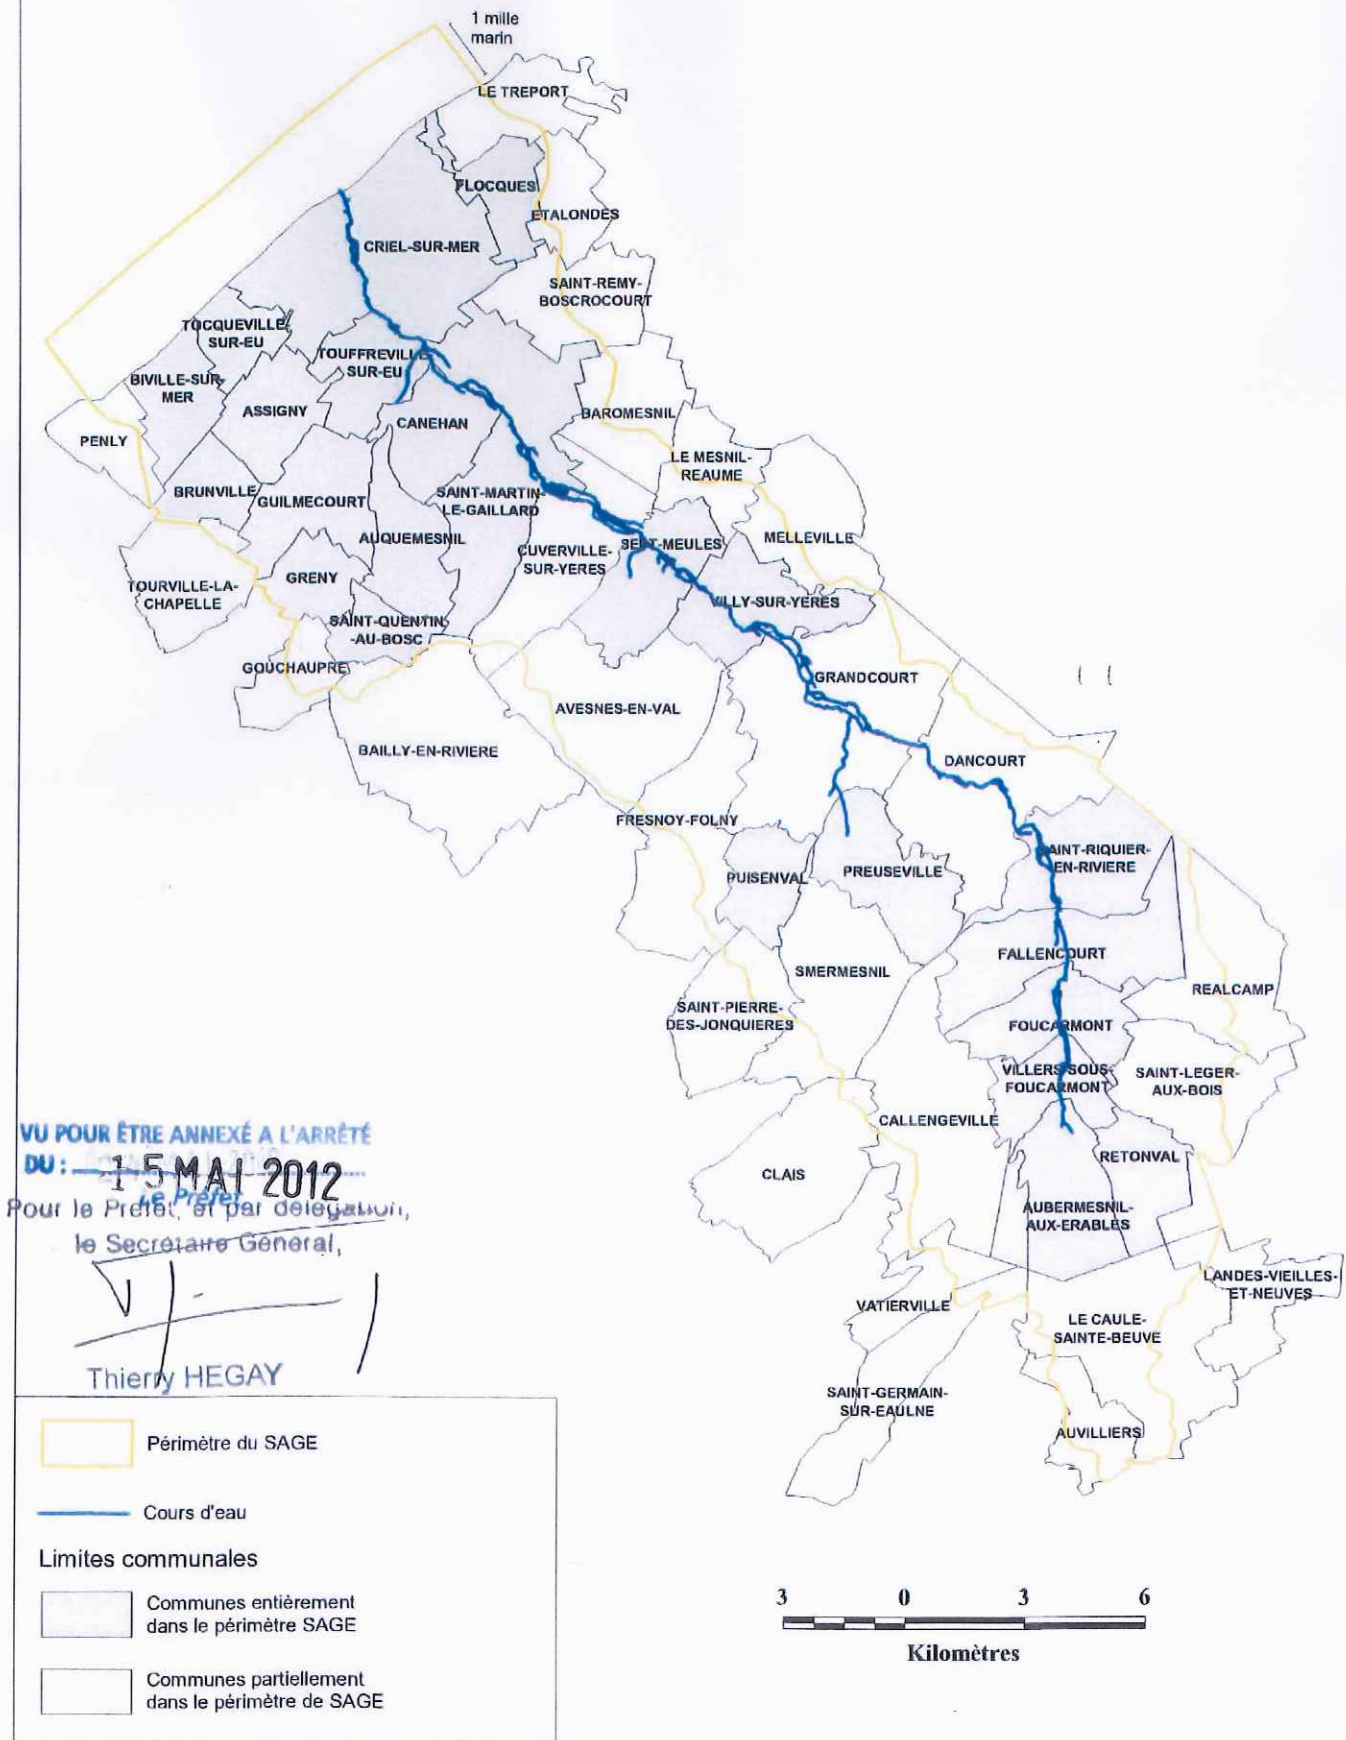 1 mille
marin
LE TREPORT
FLOCQUES
ETALONDES
CRIEL-SUR-MER
SAINT-REMY-
BOSCROCOURT
TOCQUEVILLE-
SUR-EU
TOUFFREVILLE
SUR-EU
BIVILLE-SUR-
MER
ASSIGNY
CANEHAN
BAROMESNIL
PENLY
LE MESNIL-
REAUME
BRUNVILLE
GUILMECOURT
SAINT-MARTIN-
LE-GAILLARD
AUQUEMESNIL
CUVERVILLE-
SUR-YERES
SEPT-MEULES
MELLEVILLE
TOURVILLE-LA-
CHAPELLE
GRENY
VILLY-SUR-YERES
SAINT-QUENTIN
-AU-BOSC
GOUCHAUPRE
GRANDCOURT
AVESNES-EN-VAL
BAILLY-EN-RIVIERE
DANCOURT
FRESNOY-FOLNY
SAINT-RIQUIER-
EN-RIVIERE
PUISENVAL
PREUSEVILLE
FALLENCOURT
SMERMESNIL
REALCAMP
SAINT-PIERRE-
DES-JONQUIERES
FOUCARMONT
VILLERS-SOUS-
FOUCARMONT
SAINT-LEGER-
AUX-BOIS
CALLENGEVILLE
RETONVAL
CLAIS
AUBERMESNIL-
AUX-ERABLES
LANDES-VIEILLES-
ET-NEUVES
VATIERVILLE
LE CAULE-
SAINTE-BEUVE
SAINT-GERMAIN-
SUR-EAULNE
AUVILLIERS
VU POUR ÊTRE ANNEXÉ A L'ARRÊTÉ
DU : 15 MAI 2012
Le Préfet
Pour le Préfet, et par délégation,
le Secrétaire Général,
Thierry HEGAY
Périmètre du SAGE
Cours d'eau
Limites communales
Communes entièrement
dans le périmètre SAGE
Communes partiellement
dans le périmètre de SAGE
3 0 3 6
Kilomètres